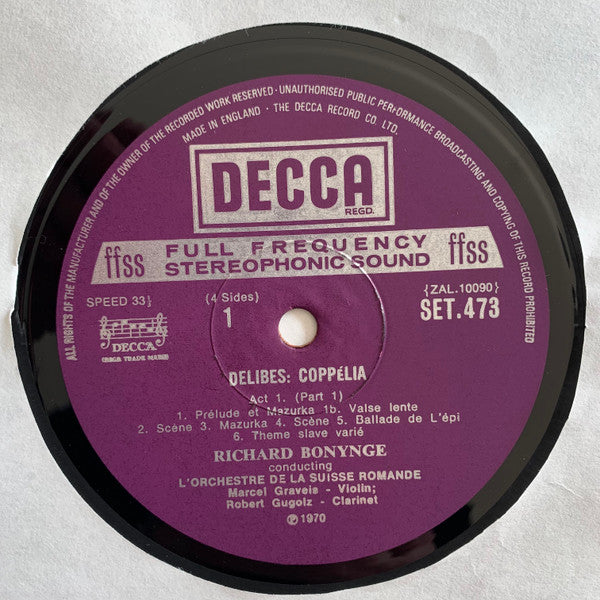 ALL RIGHTS OF THE MANUFACTURER AND OF THE OWNER OF THE RECORDED WORK RESERVED · UNAUTHORISED PUBLIC PERFORMANCE BROADCASTING AND COPYING OF THIS RECORD PROHIBITED
MADE IN ENGLAND · THE DECCA RECORD CO LTD.
DECCA
REGD.
ffss FULL FREQUENCY ffss
STEREOPHONIC SOUND
SPEED 33⅓ (4 Sides) {ZAL.10090}
1 SET.473
DECCA
(REGD. TRADE MARK)
DELIBES: COPPéLIA
Act 1. (Part 1)
1. Prélude et Mazurka 1b. Valse lente
2. Scène 3. Mazurka 4. Scène 5. Ballade de L'épi
6. Theme slave varié
RICHARD BONYNGE
conducting
L'ORCHESTRE DE LA SUISSE ROMANDE
Marcel Graveis - Violin;
Robert Gugolz - Clarinet
℗ 1970